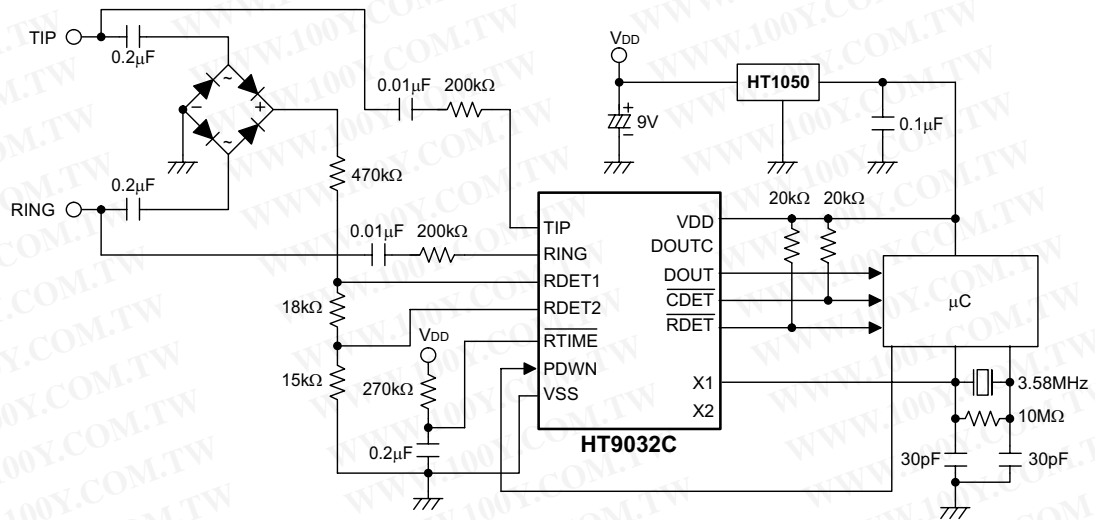 TIP
0.2μF
~
−
+
~
0.2μF
RING
0.01μF
200kΩ
470kΩ
0.01μF
200kΩ
18kΩ
15kΩ
VDD
270kΩ
0.2μF
VDD
+
9V
−
HT1050
0.1μF
20kΩ 20kΩ
TIP
RING
RDET1
RDET2
RTIME
PDWN
VSS
VDD
DOUTC
DOUT
CDET
RDET
X1
X2
HT9032C
μC
3.58MHz
10MΩ
30pF
30pF
WWW.100Y.COM.TW